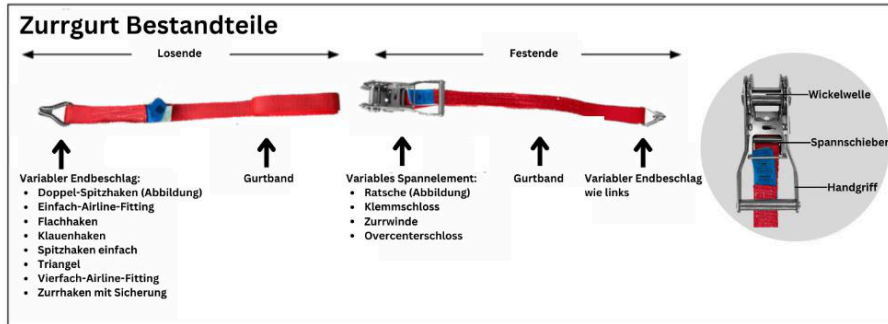 Zurrgurt Bestandteile
Losende
Festende
Variabler Endbeschlag:
• Doppel-Spitzhaken (Abbildung)
• Einfach-Airline-Fitting
• Flachhaken
• Klauenhaken
• Spitzhaken einfach
• Triangel
• Vierfach-Airline-Fitting
• Zurrhaken mit Sicherung
Gurtband
Variables Spannelement:
• Ratsche (Abbildung)
• Klemmschloss
• Zurrwinde
• Overcenterschloss
Gurtband
Variabler Endbeschlag
wie links
Wickelwelle
Spannschieber
Handgriff